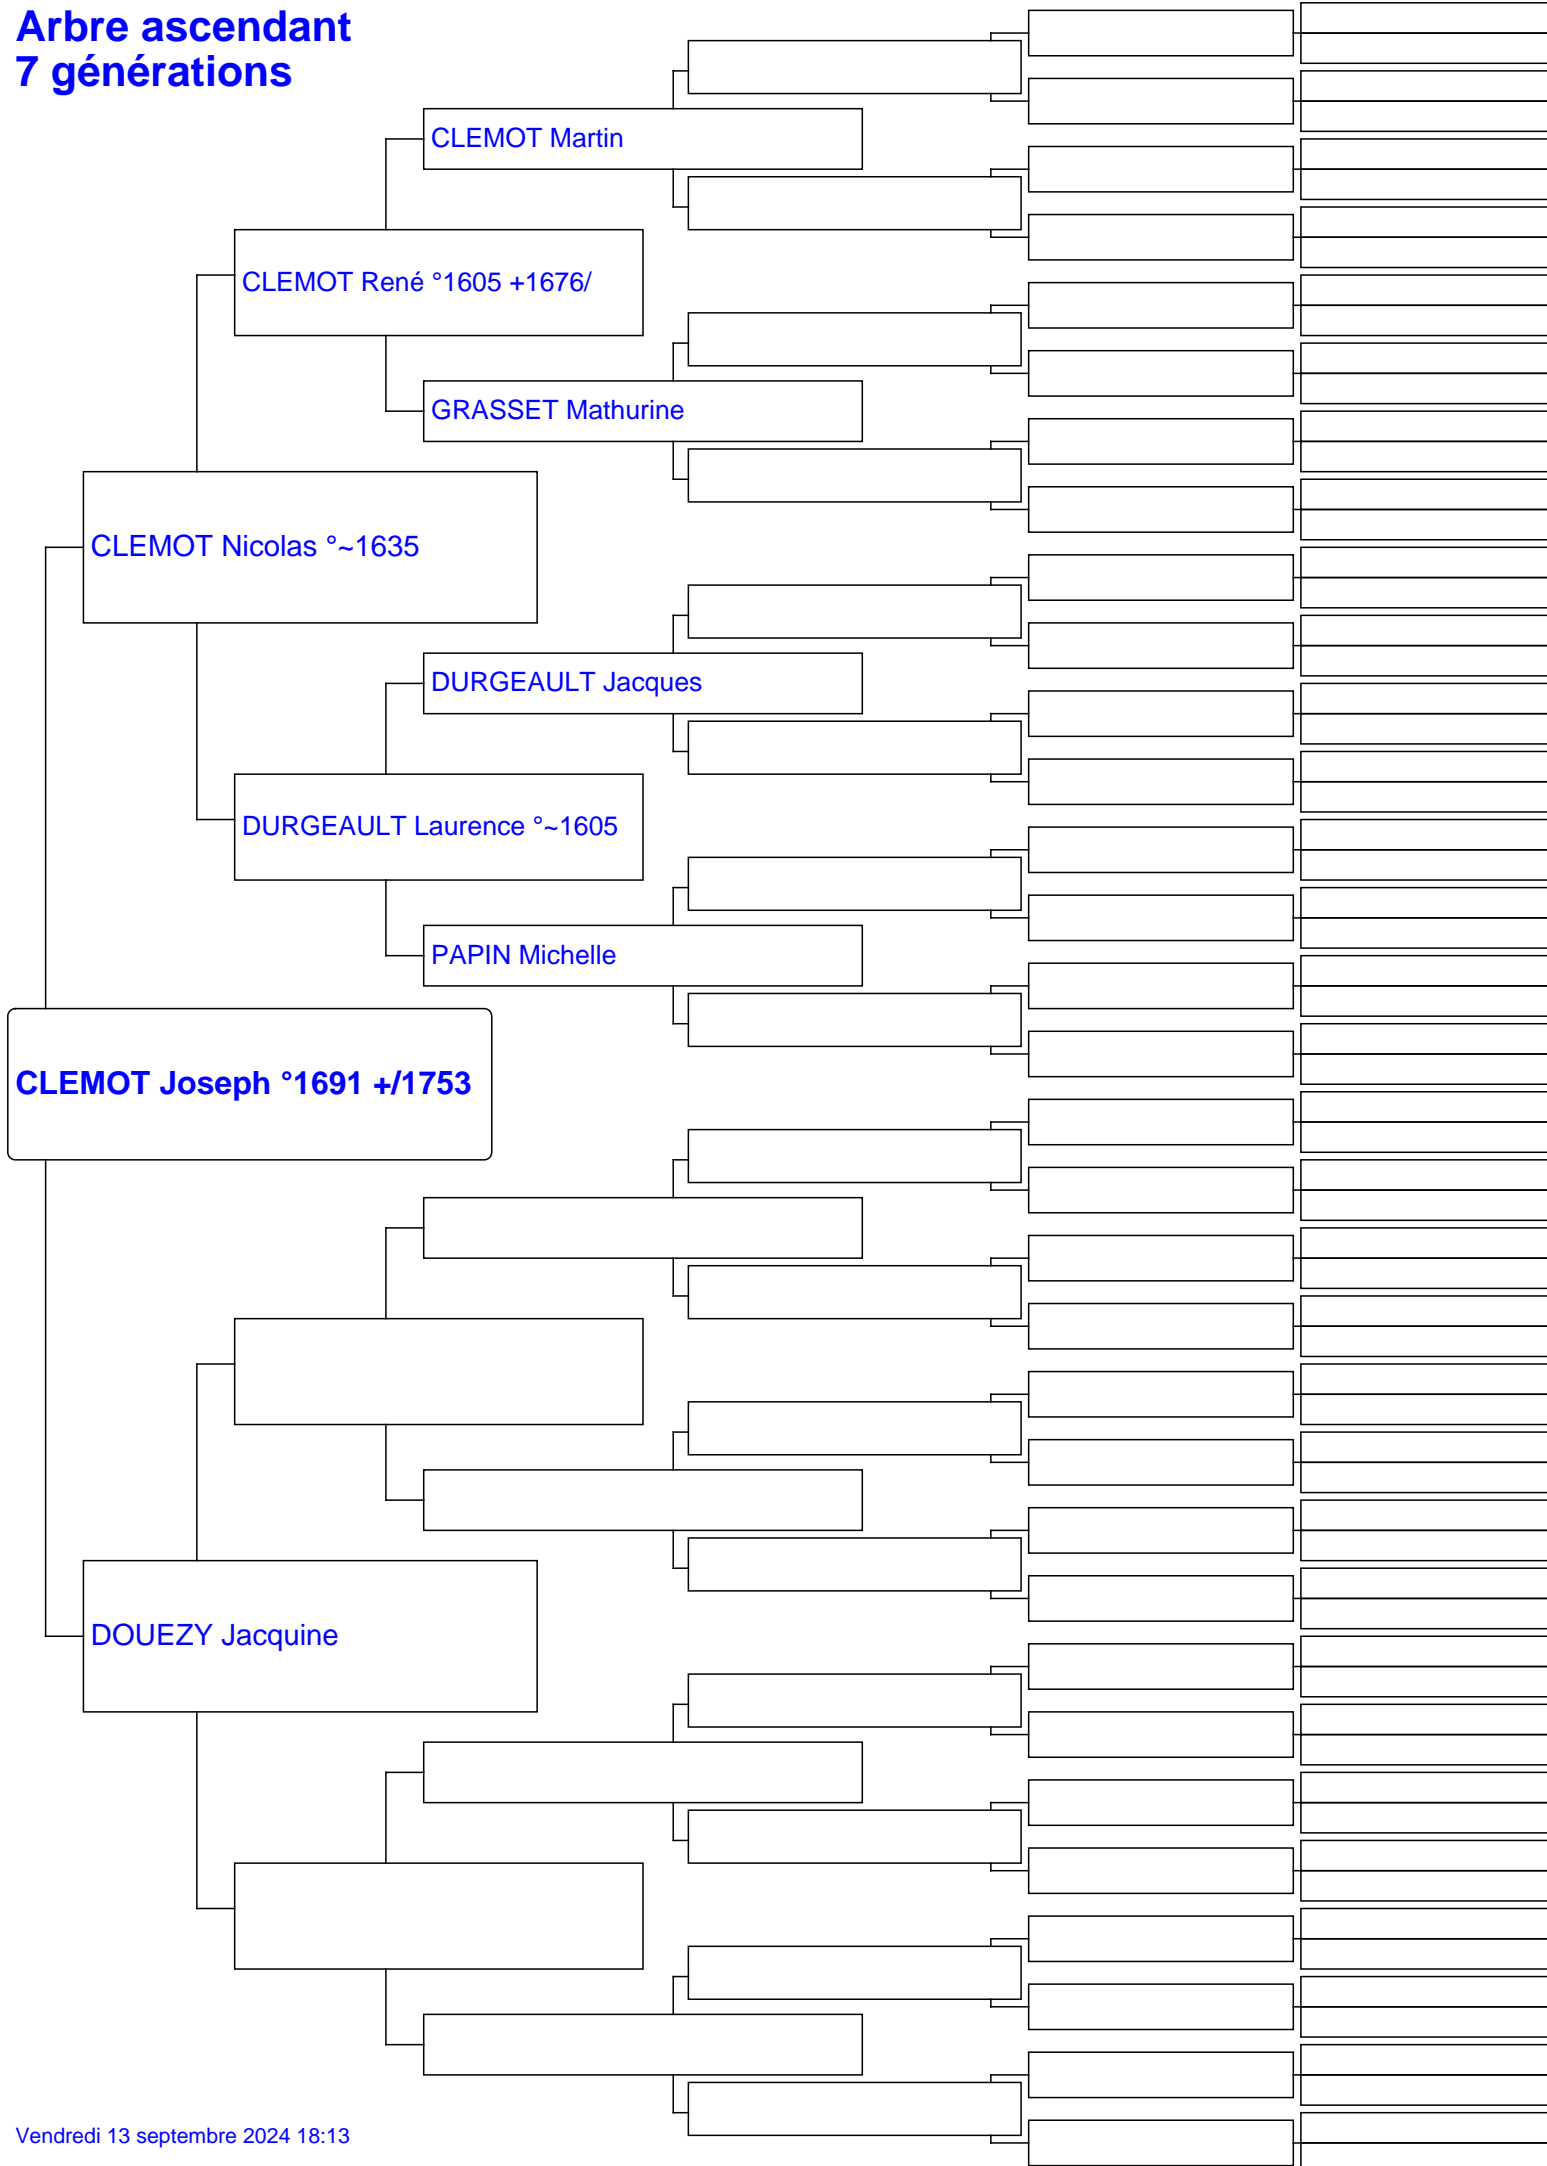 Arbre ascendant
7 générations
CLEMOT Martin
CLEMOT René °1605 +1676/
GRASSET Mathurine
CLEMOT Nicolas °~1635
DURGEAULT Jacques
DURGEAULT Laurence °~1605
PAPIN Michelle
CLEMOT Joseph °1691 +/1753
DOUEZY Jacquine
Vendredi 13 septembre 2024 18:13